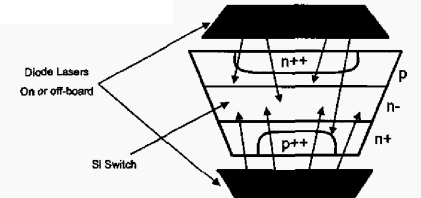 n++
p
Diode Lasers
On or off-board
n-
n+
p++
SI Switch